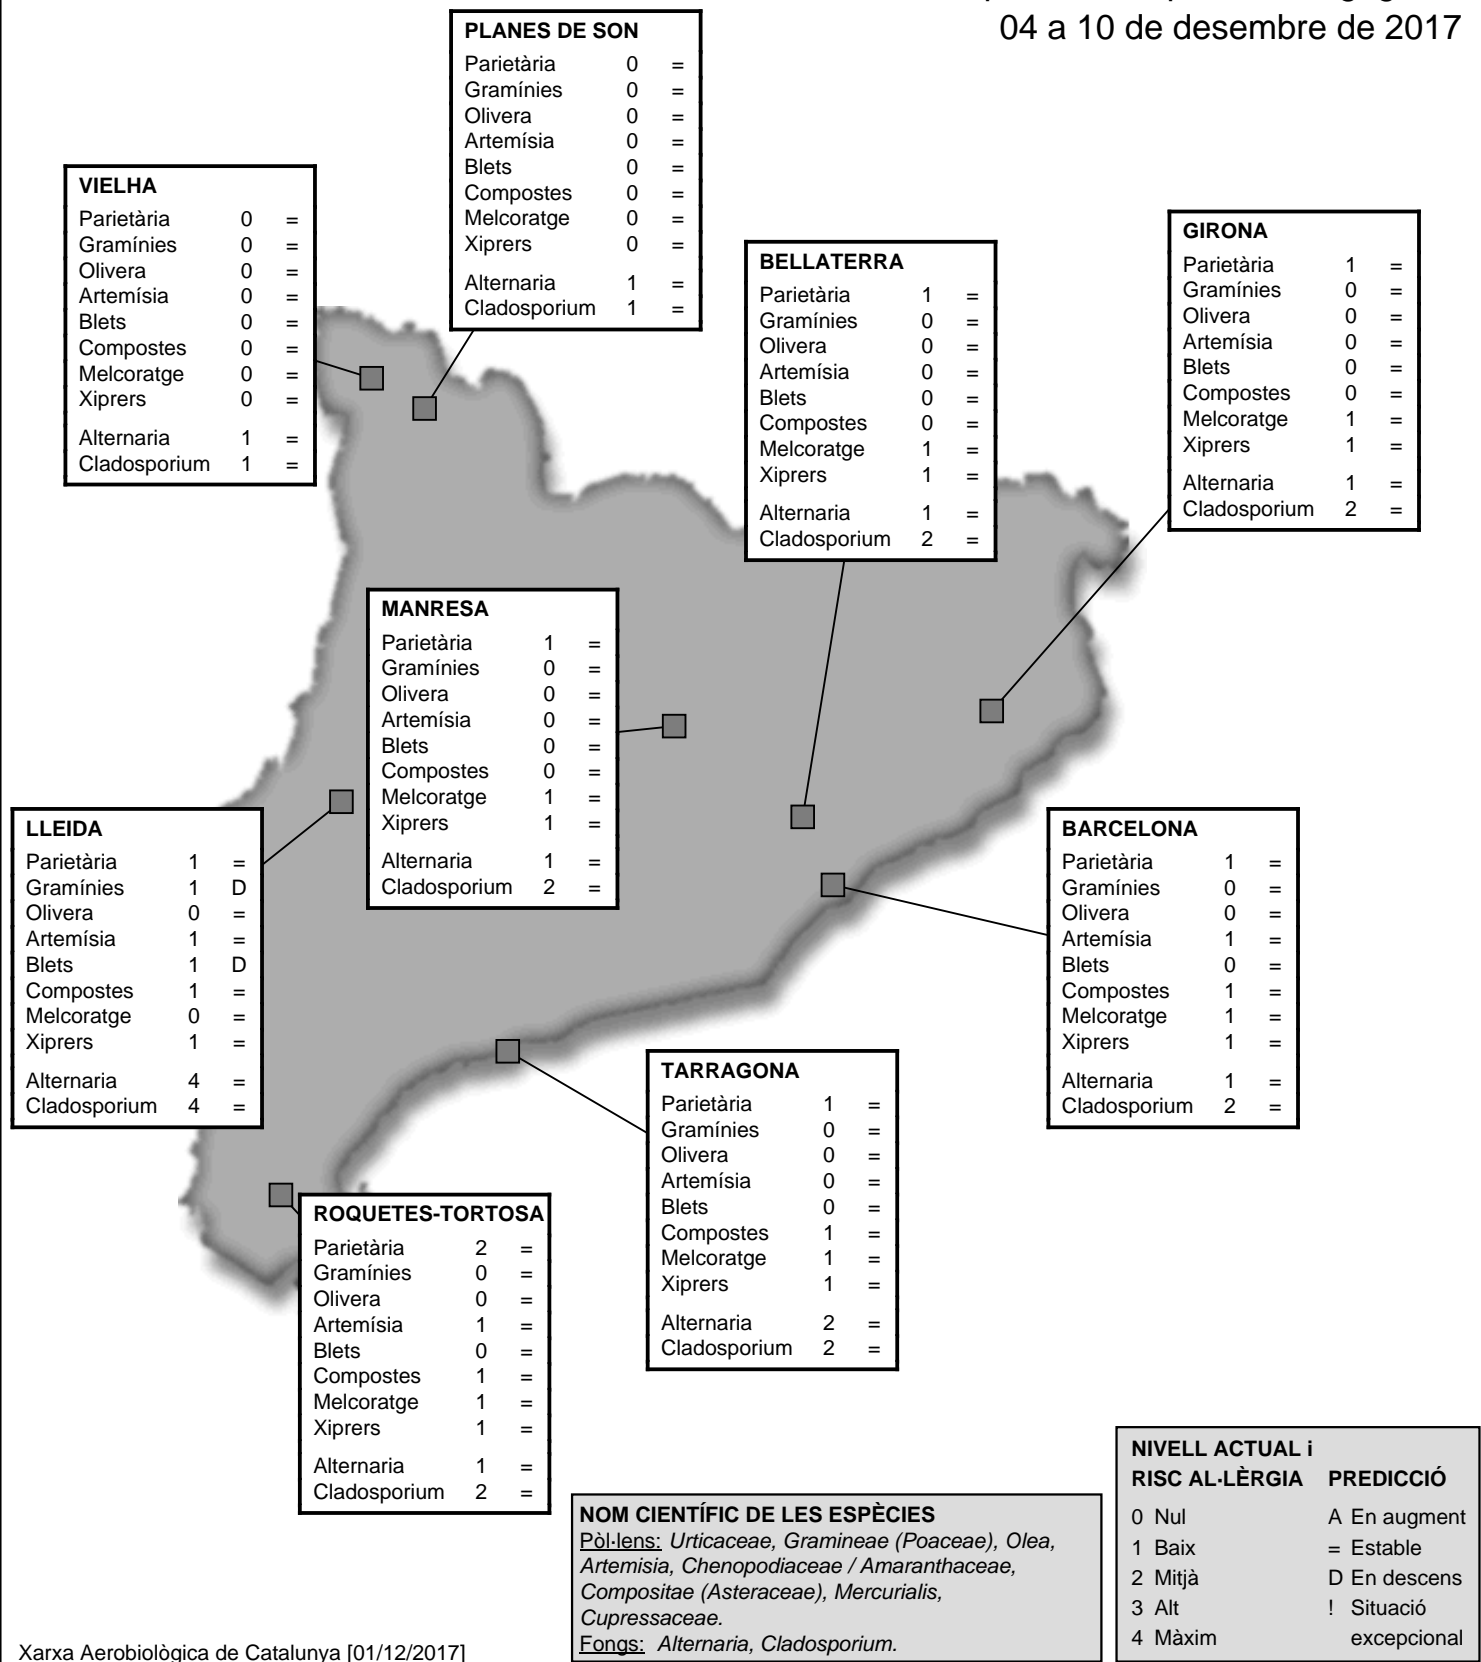 04 a 10 de desembre de 2017
PLANES DE SON
Parietària 0 =
Gramínies 0 =
Olivera 0 =
Artemísia 0 =
Blets 0 =
Compostes 0 =
Melcoratge 0 =
Xiprers 0 =
Alternaria 1 =
Cladosporium 1 =
VIELHA
Parietària 0 =
Gramínies 0 =
Olivera 0 =
Artemísia 0 =
Blets 0 =
Compostes 0 =
Melcoratge 0 =
Xiprers 0 =
Alternaria 1 =
Cladosporium 1 =
BELLATERRA
Parietària 1 =
Gramínies 0 =
Olivera 0 =
Artemísia 0 =
Blets 0 =
Compostes 0 =
Melcoratge 1 =
Xiprers 1 =
Alternaria 1 =
Cladosporium 2 =
GIRONA
Parietària 1 =
Gramínies 0 =
Olivera 0 =
Artemísia 0 =
Blets 0 =
Compostes 0 =
Melcoratge 1 =
Xiprers 1 =
Alternaria 1 =
Cladosporium 2 =
MANRESA
Parietària 1 =
Gramínies 0 =
Olivera 0 =
Artemísia 0 =
Blets 0 =
Compostes 0 =
Melcoratge 1 =
Xiprers 1 =
Alternaria 1 =
Cladosporium 2 =
LLEIDA
Parietària 1 =
Gramínies 1 D
Olivera 0 =
Artemísia 1 =
Blets 1 D
Compostes 1 =
Melcoratge 0 =
Xiprers 1 =
Alternaria 4 =
Cladosporium 4 =
BARCELONA
Parietària 1 =
Gramínies 0 =
Olivera 0 =
Artemísia 1 =
Blets 0 =
Compostes 1 =
Melcoratge 1 =
Xiprers 1 =
Alternaria 1 =
Cladosporium 2 =
TARRAGONA
Parietària 1 =
Gramínies 0 =
Olivera 0 =
Artemísia 0 =
Blets 0 =
Compostes 1 =
Melcoratge 1 =
Xiprers 1 =
Alternaria 2 =
Cladosporium 2 =
ROQUETES-TORTOSA
Parietària 2 =
Gramínies 0 =
Olivera 0 =
Artemísia 1 =
Blets 0 =
Compostes 1 =
Melcoratge 1 =
Xiprers 1 =
Alternaria 1 =
Cladosporium 2 =
NOM CIENTÍFIC DE LES ESPÈCIES
Pòl·lens: Urticaceae, Gramineae (Poaceae), Olea,
Artemisia, Chenopodiaceae / Amaranthaceae,
Compositae (Asteraceae), Mercurialis,
Cupressaceae.
Fongs: Alternaria, Cladosporium.
NIVELL ACTUAL i
RISC AL·LÈRGIA PREDICCIÓ
0 Nul A En augment
1 Baix = Estable
2 Mitjà D En descens
3 Alt ! Situació
4 Màxim excepcional
Xarxa Aerobiològica de Catalunya [01/12/2017]